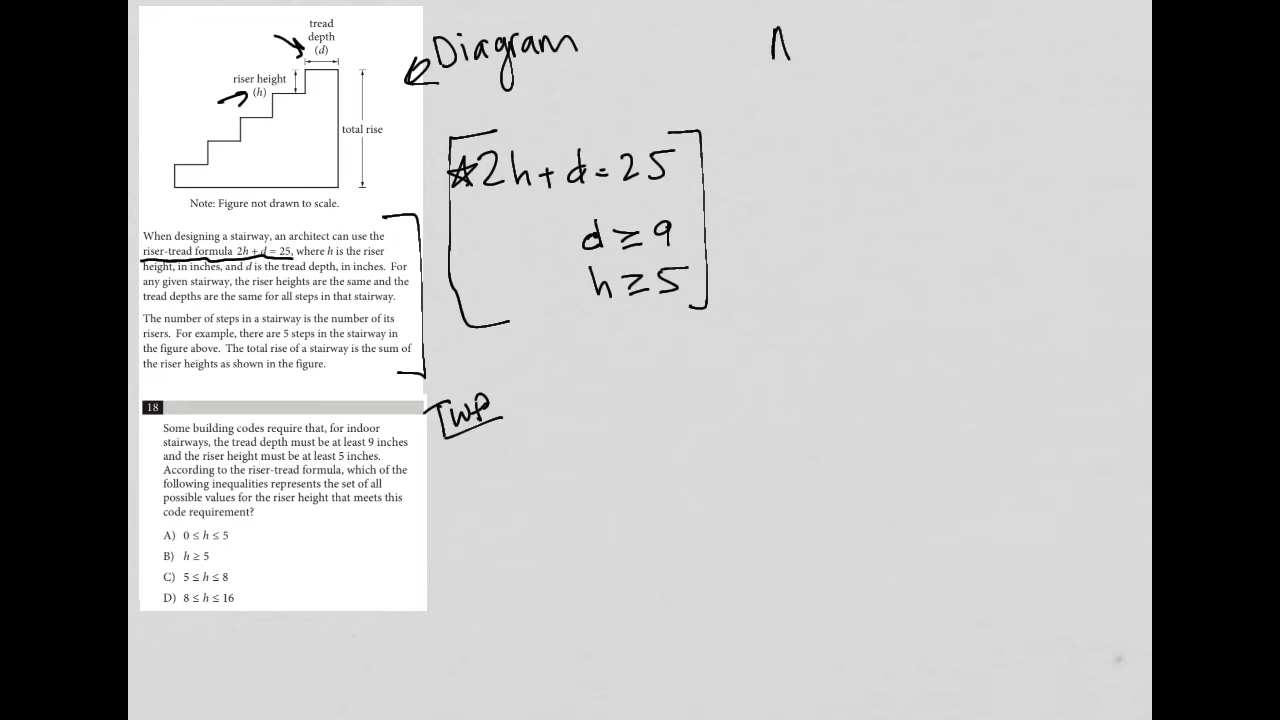 tread
depth
(d)
riser height
(h)
total rise
Note: Figure not drawn to scale.
When designing a stairway, an architect can use the
riser-tread formula 2h + d = 25, where h is the riser
height, in inches, and d is the tread depth, in inches. For
any given stairway, the riser heights are the same and the
tread depths are the same for all steps in that stairway.
The number of steps in a stairway is the number of its
risers. For example, there are 5 steps in the stairway in
the figure above. The total rise of a stairway is the sum of
the riser heights as shown in the figure.
18
Some building codes require that, for indoor
stairways, the tread depth must be at least 9 inches
and the riser height must be at least 5 inches.
According to the riser-tread formula, which of the
following inequalities represents the set of all
possible values for the riser height that meets this
code requirement?
A) 0 ≤ h ≤ 5
B) h ≥ 5
C) 5 ≤ h ≤ 8
D) 8 ≤ h ≤ 16
Diagram
2h + d = 25
d ≥ 9
h ≥ 5